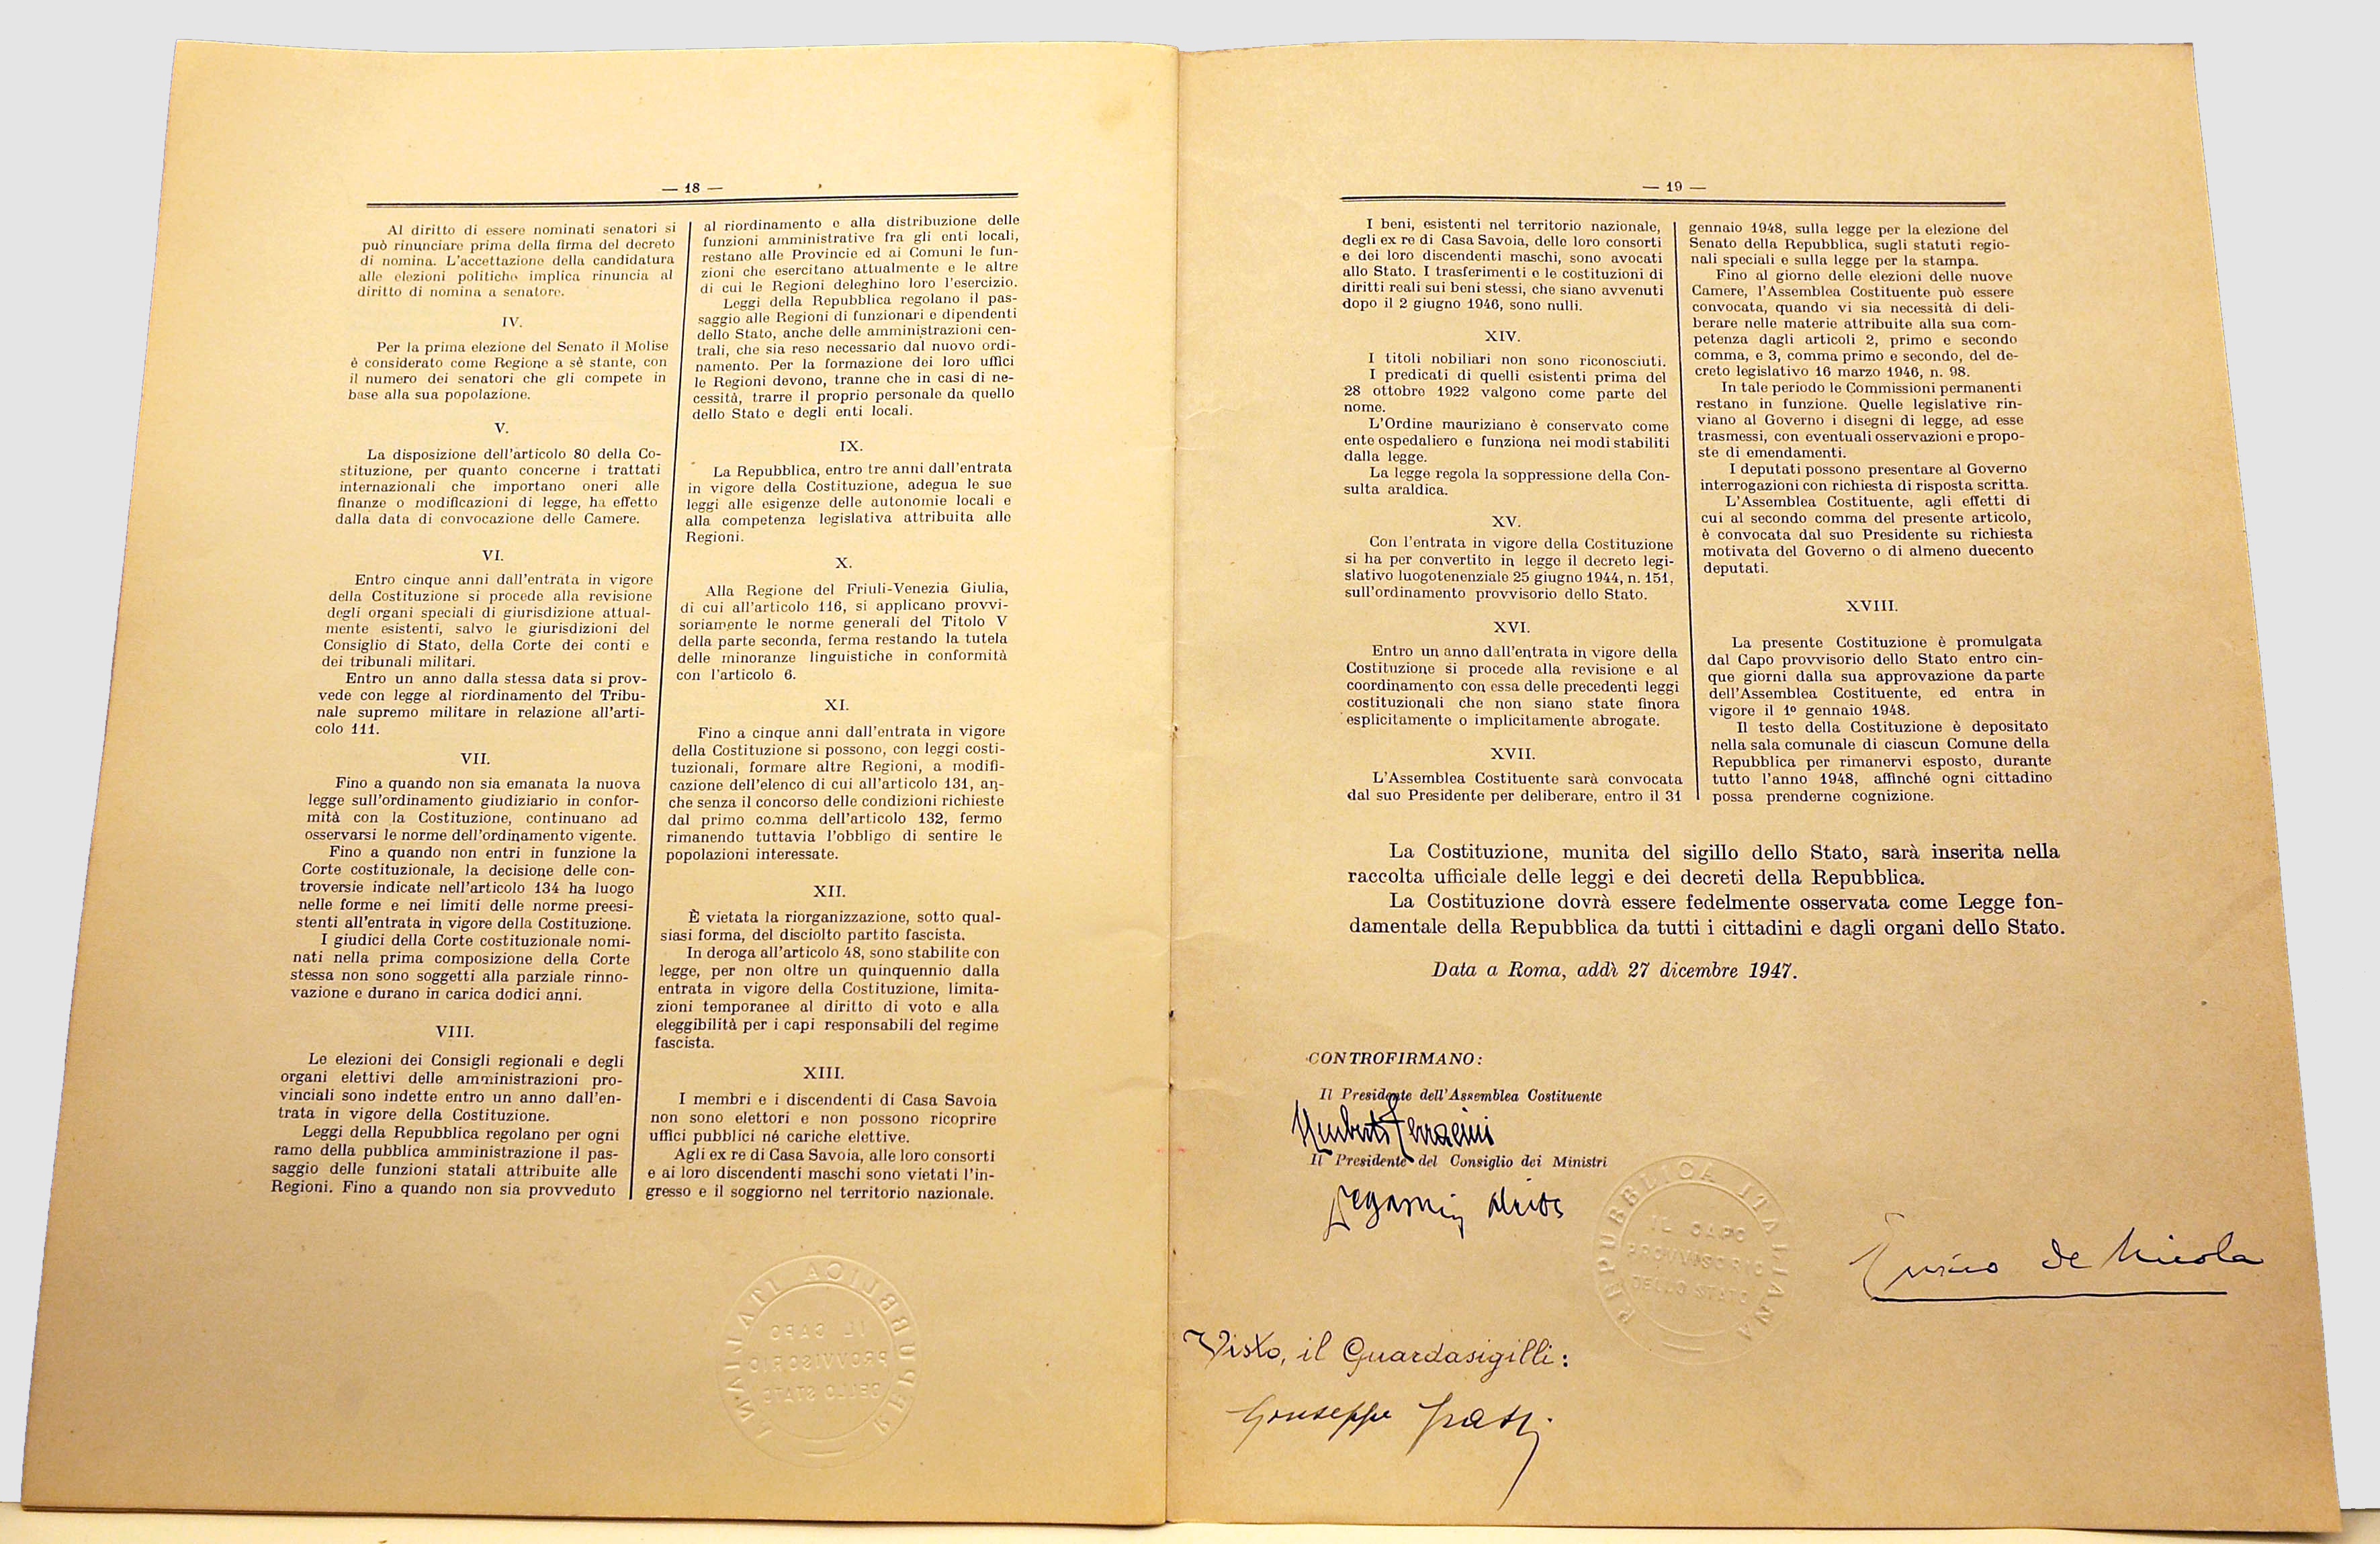 — 18 —
Al diritto di essere nominati senatori si
può rinunciare prima della firma del decreto
di nomina. L'accettazione della candidatura
alle elezioni politiche implica rinuncia al
diritto di nomina a senatore.
IV.
Per la prima elezione del Senato il Molise
è considerato come Regione a sè stante, con
il numero dei senatori che gli compete in
base alla sua popolazione.
V.
La disposizione dell'articolo 80 della Co-
stituzione, per quanto concerne i trattati
internazionali che importano oneri alle
finanze o modificazioni di legge, ha effetto
dalla data di convocazione delle Camere.
VI.
Entro cinque anni dall'entrata in vigore
della Costituzione si procede alla revisione
degli organi speciali di giurisdizione attual-
mente esistenti, salvo le giurisdizioni del
Consiglio di Stato, della Corte dei conti e
dei tribunali militari.
Entro un anno dalla stessa data si prov-
vede con legge al riordinamento del Tribu-
nale supremo militare in relazione all'arti-
colo 111.
VII.
Fino a quando non sia emanata la nuova
legge sull'ordinamento giudiziario in confor-
mità con la Costituzione, continuano ad
osservarsi le norme dell'ordinamento vigente.
Fino a quando non entri in funzione la
Corte costituzionale, la decisione delle con-
troversie indicate nell'articolo 134 ha luogo
nelle forme e nei limiti delle norme preesi-
stenti all'entrata in vigore della Costituzione.
I giudici della Corte costituzionale nomi-
nati nella prima composizione della Corte
stessa non sono soggetti alla parziale rinno-
vazione e durano in carica dodici anni.
VIII.
Le elezioni dei Consigli regionali e degli
organi elettivi delle amministrazioni pro-
vinciali sono indette entro un anno dall'en-
trata in vigore della Costituzione.
Leggi della Repubblica regolano per ogni
ramo della pubblica amministrazione il pas-
saggio delle funzioni statali attribuite alle
Regioni. Fino a quando non sia provveduto
al riordinamento e alla distribuzione delle
funzioni amministrative fra gli enti locali,
restano alle Provincie ed ai Comuni le fun-
zioni che esercitano attualmente e le altre
di cui le Regioni deleghino loro l'esercizio.
Leggi della Repubblica regolano il pas-
saggio alle Regioni di funzionari e dipendenti
dello Stato, anche delle amministrazioni cen-
trali, che sia reso necessario dal nuovo ordi-
namento. Per la formazione dei loro uffici
le Regioni devono, tranne che in casi di ne-
cessità, trarre il proprio personale da quello
dello Stato e degli enti locali.
IX.
La Repubblica, entro tre anni dall'entrata
in vigore della Costituzione, adegua le sue
leggi alle esigenze delle autonomie locali e
alla competenza legislativa attribuita alle
Regioni.
X.
Alla Regione del Friuli-Venezia Giulia,
di cui all'articolo 116, si applicano provvi-
soriamente le norme generali del Titolo V
della parte seconda, ferma restando la tutela
delle minoranze linguistiche in conformità
con l'articolo 6.
XI.
Fino a cinque anni dall'entrata in vigore
della Costituzione si possono, con leggi costi-
tuzionali, formare altre Regioni, a modifi-
cazione dell'elenco di cui all'articolo 131, an-
che senza il concorso delle condizioni richieste
dal primo comma dell'articolo 132, fermo
rimanendo tuttavia l'obbligo di sentire le
popolazioni interessate.
XII.
È vietata la riorganizzazione, sotto qual-
siasi forma, del disciolto partito fascista.
In deroga all'articolo 48, sono stabilite con
legge, per non oltre un quinquennio dalla
entrata in vigore della Costituzione, limita-
zioni temporanee al diritto di voto e alla
eleggibilità per i capi responsabili del regime
fascista.
XIII.
I membri e i discendenti di Casa Savoia
non sono elettori e non possono ricoprire
uffici pubblici né cariche elettive.
Agli ex re di Casa Savoia, alle loro consorti
e ai loro discendenti maschi sono vietati l'in-
gresso e il soggiorno nel territorio nazionale.
REPUBBLICA ITALIANA
IL CAPO
PROVVISORIO
DELLO STATO
— 19 —
I beni, esistenti nel territorio nazionale,
degli ex re di Casa Savoia, delle loro consorti
e dei loro discendenti maschi, sono avocati
allo Stato. I trasferimenti e le costituzioni di
diritti reali sui beni stessi, che siano avvenuti
dopo il 2 giugno 1946, sono nulli.
XIV.
I titoli nobiliari non sono riconosciuti.
I predicati di quelli esistenti prima del
28 ottobre 1922 valgono come parte del
nome.
L'Ordine mauriziano è conservato come
ente ospedaliero e funziona nei modi stabiliti
dalla legge.
La legge regola la soppressione della Con-
sulta araldica.
XV.
Con l'entrata in vigore della Costituzione
si ha per convertito in legge il decreto legi-
slativo luogotenenziale 25 giugno 1944, n. 151,
sull'ordinamento provvisorio dello Stato.
XVI.
Entro un anno dall'entrata in vigore della
Costituzione si procede alla revisione e al
coordinamento con essa delle precedenti leggi
costituzionali che non siano state finora
esplicitamente o implicitamente abrogate.
XVII.
L'Assemblea Costituente sarà convocata
dal suo Presidente per deliberare, entro il 31
gennaio 1948, sulla legge per la elezione del
Senato della Repubblica, sugli statuti regio-
nali speciali e sulla legge per la stampa.
Fino al giorno delle elezioni delle nuove
Camere, l'Assemblea Costituente può essere
convocata, quando vi sia necessità di deli-
berare nelle materie attribuite alla sua com-
petenza dagli articoli 2, primo e secondo
comma, e 3, comma primo e secondo, del de-
creto legislativo 16 marzo 1946, n. 98.
In tale periodo le Commissioni permanenti
restano in funzione. Quelle legislative rin-
viano al Governo i disegni di legge, ad esse
trasmessi, con eventuali osservazioni e propo-
ste di emendamenti.
I deputati possono presentare al Governo
interrogazioni con richiesta di risposta scritta.
L'Assemblea Costituente, agli effetti di
cui al secondo comma del presente articolo,
è convocata dal suo Presidente su richiesta
motivata del Governo o di almeno duecento
deputati.
XVIII.
La presente Costituzione è promulgata
dal Capo provvisorio dello Stato entro cin-
que giorni dalla sua approvazione da parte
dell'Assemblea Costituente, ed entra in
vigore il 1º gennaio 1948.
Il testo della Costituzione è depositato
nella sala comunale di ciascun Comune della
Repubblica per rimanervi esposto, durante
tutto l'anno 1948, affinché ogni cittadino
possa prenderne cognizione.
La Costituzione, munita del sigillo dello Stato, sarà inserita nella
raccolta ufficiale delle leggi e dei decreti della Repubblica.
La Costituzione dovrà essere fedelmente osservata come Legge fon-
damentale della Repubblica da tutti i cittadini e dagli organi dello Stato.
Data a Roma, addì 27 dicembre 1947.
CONTROFIRMANO:
Il Presidente dell'Assemblea Costituente
Umberto Terracini
Il Presidente del Consiglio dei Ministri
Degasperi Alcide
REPUBBLICA ITALIANA
IL CAPO
PROVVISORIO
DELLO STATO
Enrico de Nicola
Visto, il Guardasigilli:
Giuseppe Grassi